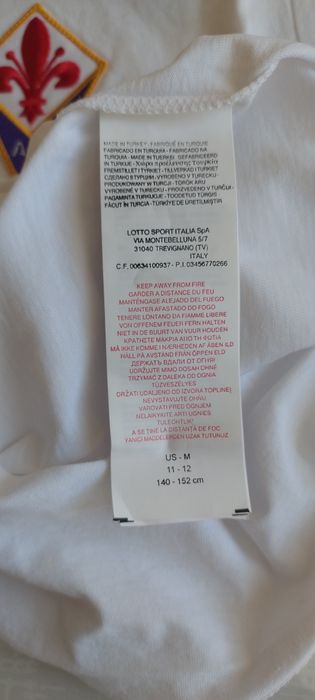 MADE IN TURKEY - FABRIQUÉ EN TURQUIE
FABRICADO EN TURQUIA - FABRICADO NA
TURQUIA - MADE IN TURKEY GEFABRICEERD
IN TURKIJE - Χώρα προέλευσης Τουρκία
FREMSTILLET I TYRKIET - TILLVERKAD I
СДЕЛАНО В ТУРЦИИ - VYROBENO V TURECKU
PRODUKOWANY W TURCJI - TÖRÖK ÁRU
VYROBENÉ V TURECKU - PROIZVEDENO V TURČIJI
PAGAMINTA TURKIJOJE - TOODETUD TÜRGIS
FĂCUT ÎN TURCIA - TÜRKİYE'DE ÜRETİLMİŞTİR
LOTTO SPORT ITALIA SpA
VIA MONTEBELLUNA 5/7
31040 TREVIGNANO (TV)
ITALY
C.F. 00634100937 - P.I. 03456770266
KEEP AWAY FROM FIRE
GARDER A DISTANCE DU FEU
MANTÉNGASE ALEJADO DEL FUEGO
MANTER AFASTADO DO FOGO
TENERE LONTANO DA FIAMME LIBERE
VON OFFENEM FEUER FERN HALTEN
NIET IN DE BUURT VAN VUUR HOUDEN
ΚΡΑΤΗΣΤΕ ΜΑΚΡΙΑ ΑΠΟ ΤΗ ΦΩΤΙΑ
MÅ IKKE KOMME I NÆRHEDEN AF ÅBEN ILD
HÅLL PÅ AVSTAND FRÅN ÖPPEN ELD
ДЕРЖАТЬ ВДАЛИ ОТ ОГНЯ
UDRŽUJTE MIMO DOSAH OHNĚ
TRZYMAĆ Z DALEKA OD OGNIA
TŰZVESZÉLYES
DRŽATI UDALJENO OD IZVORA TOPLINE
NEVYSTAVUJTE OHŇU
VAROVATI PRED OGNJEM
NELAIKYKITE ARTI UGNIES
TULEOHTLIK
A SE ŢINE LA DISTANŢĂ DE FOC
YANICI MADDELERDEN UZAK TUTUNUZ
US - M
11 - 12
140 - 152 cm